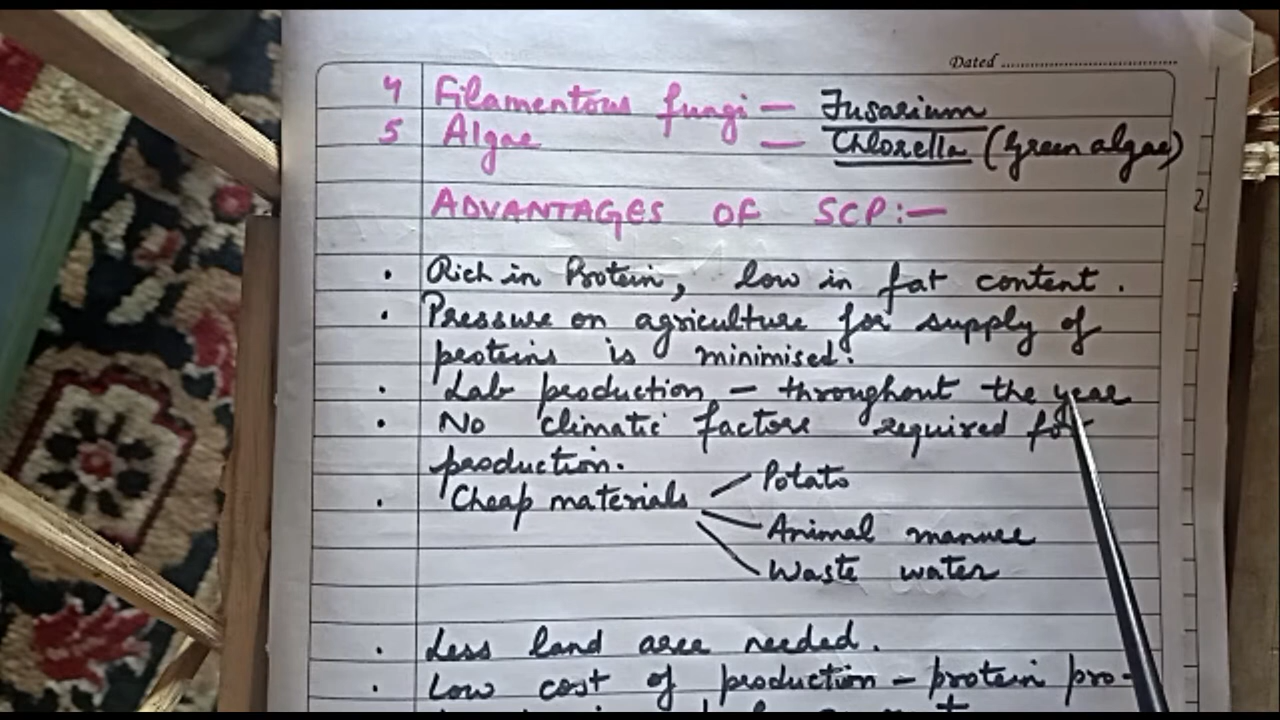 Dated
4 Filamentous fungi — Fusarium
5 Algae — Chlorella (Green algae)
2
ADVANTAGES OF SCP:—
• Rich in Protein, low in fat content.
• Pressure on agriculture for supply of
proteins is minimised.
• Lab production — throughout the year
• No climatic factors required for
production.
• Cheap materials
Potato
Animal manure
Waste water
• Less land area needed.
• Low cost of production — protein pro-